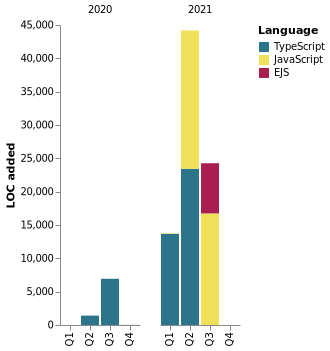 2020
2021
Language
TypeScript
JavaScript
EJS
LOC added
45,000
40,000
35,000
30,000
25,000
20,000
15,000
10,000
5,000
0
Q1 Q2 Q3 Q4
Q1 Q2 Q3 Q4